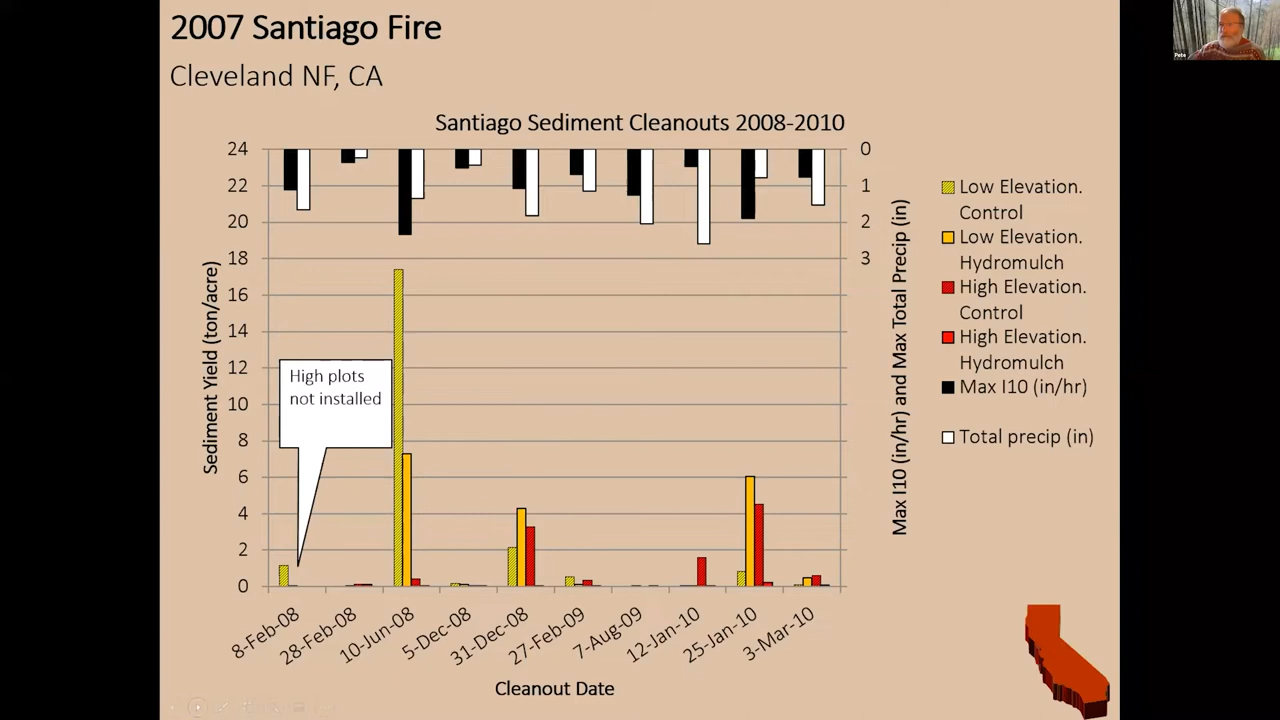 2007 Santiago Fire
Cleveland NF, CA
Santiago Sediment Cleanouts 2008-2010
24
22
20
18
16
14
12
10
8
6
4
2
0
Sediment Yield (ton/acre)
0
1
2
3
Max I10 (in/hr) and Max Total Precip (in)
High plots
not installed
8-Feb-08
28-Feb-08
10-Jun-08
5-Dec-08
31-Dec-08
27-Feb-09
7-Aug-09
12-Jan-10
25-Jan-10
3-Mar-10
Cleanout Date
Low Elevation.
Control
Low Elevation.
Hydromulch
High Elevation.
Control
High Elevation.
Hydromulch
Max I10 (in/hr)
Total precip (in)
Pete